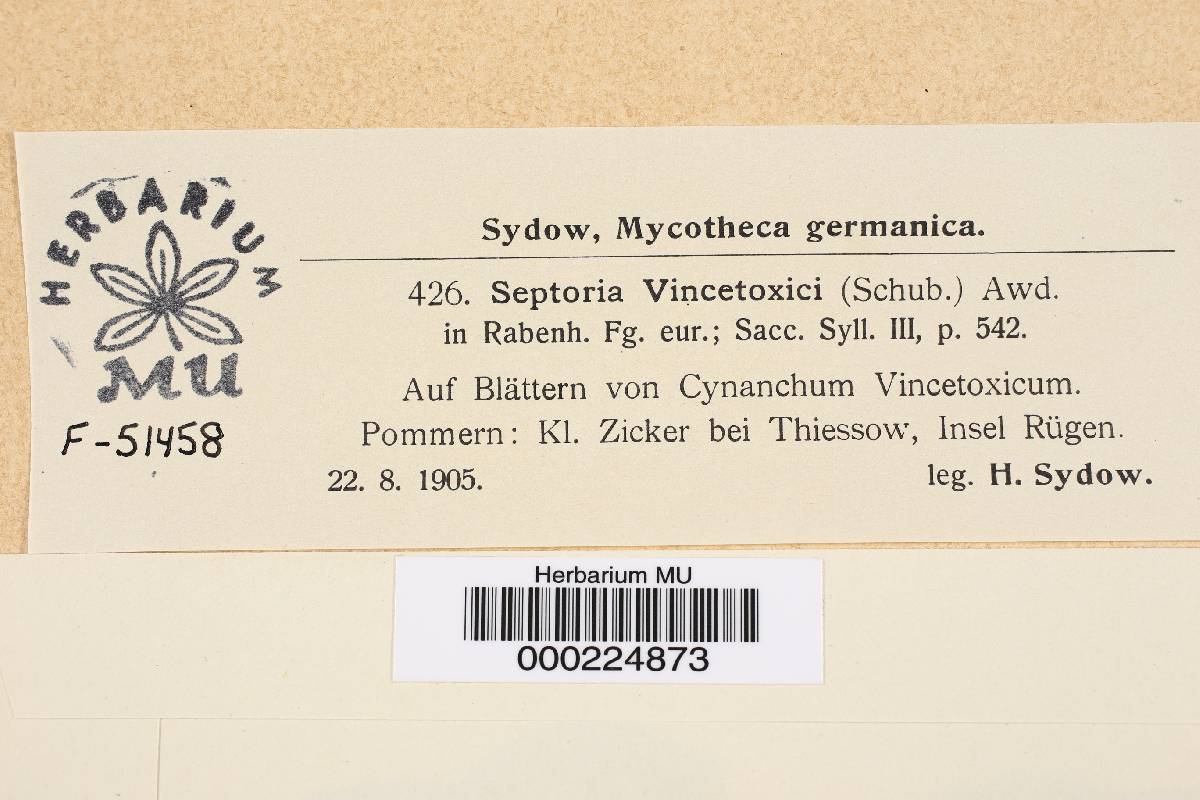 HERBARIUM
MU
F-51458
Sydow, Mycotheca germanica.
426. Septoria Vincetoxici (Schub.) Awd.
in Rabenh. Fg. eur.; Sacc. Syll. III, p. 542.
Auf Blättern von Cynanchum Vincetoxicum.
Pommern: Kl. Zicker bei Thiessow, Insel Rügen.
22. 8. 1905. leg. H. Sydow.
Herbarium MU
000224873